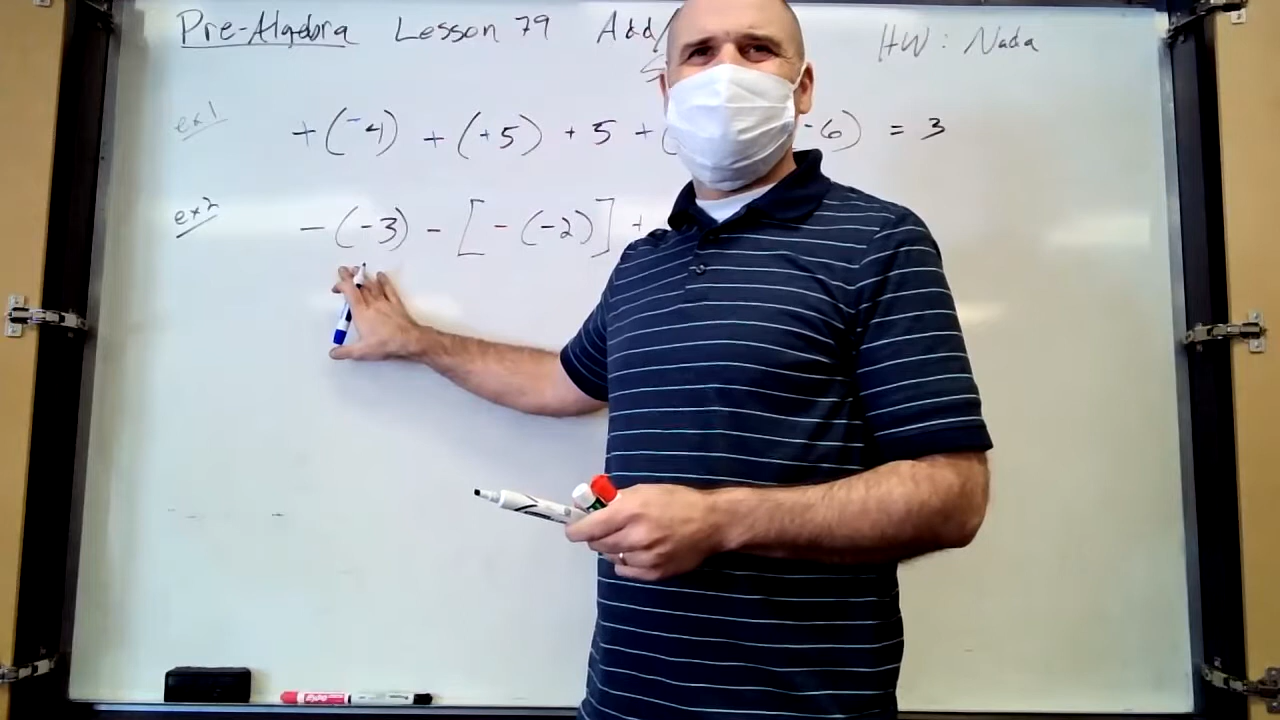 Pre-Algebra Lesson 79 Add/ HW: Nada
ex1 +(-4) + (+5) + 5 + ( -6) = 3
ex2 -(-3) - [-(-2)] +